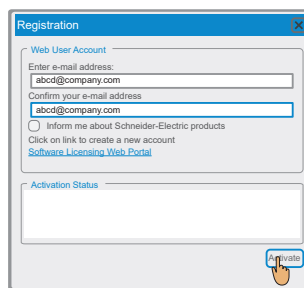 Registration
Web User Account
Enter e-mail address:
abcd@company.com
Confirm your e-mail address
abcd@company.com
Inform me about Schneider-Electric products
Click on link to create a new account
Software Licensing Web Portal
Activation Status
Activate